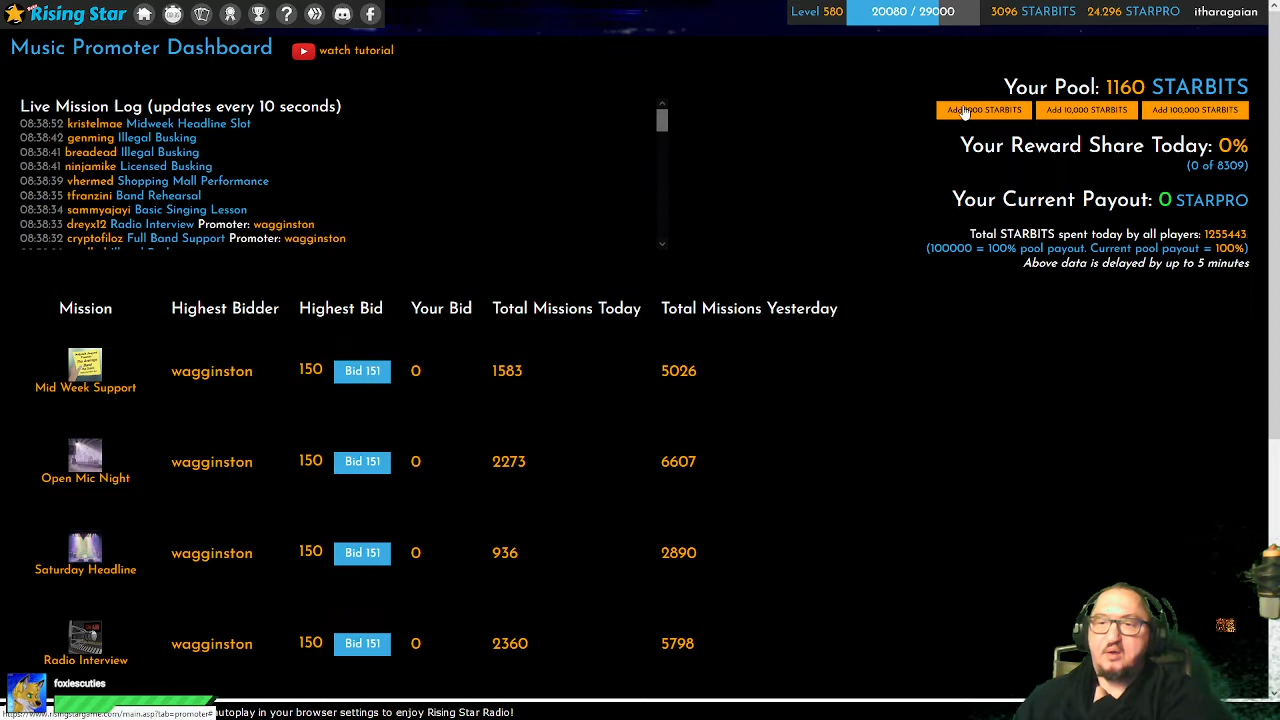 Rising Star
Level 580
20080 / 29000
3096 STARBITS
24.296 STARPRO
itharagaian
Music Promoter Dashboard
watch tutorial
Your Pool: 1160 STARBITS
Add 1000 STARBITS
Add 10,000 STARBITS
Add 100,000 STARBITS
Live Mission Log (updates every 10 seconds)
08:38:52 kristelmae Midweek Headline Slot
08:38:42 genming Illegal Busking
08:38:41 breadead Illegal Busking
08:38:41 ninjamike Licensed Busking
08:38:39 vhermed Shopping Mall Performance
08:38:35 tfranzini Band Rehearsal
08:38:34 sammyajayi Basic Singing Lesson
08:38:33 dreyx12 Radio Interview Promoter: wagginston
08:38:32 cryptofiloz Full Band Support Promoter: wagginston
Your Reward Share Today: 0%
(0 of 8309)
Your Current Payout: 0 STARPRO
Total STARBITS spent today by all players: 1255443
(100000 = 100% pool payout. Current pool payout = 100%)
Above data is delayed by up to 5 minutes
Mission Highest Bidder Highest Bid Your Bid Total Missions Today Total Missions Yesterday
Mid Week Support wagginston 150 Bid 151 0 1583 5026
Open Mic Night wagginston 150 Bid 151 0 2273 6607
Saturday Headline wagginston 150 Bid 151 0 936 2890
Radio Interview wagginston 150 Bid 151 0 2360 5798
foxiescuties
https://www.risingstargame.com/main.asp?tab=promoter#
autoplay in your browser settings to enjoy Rising Star Radio!